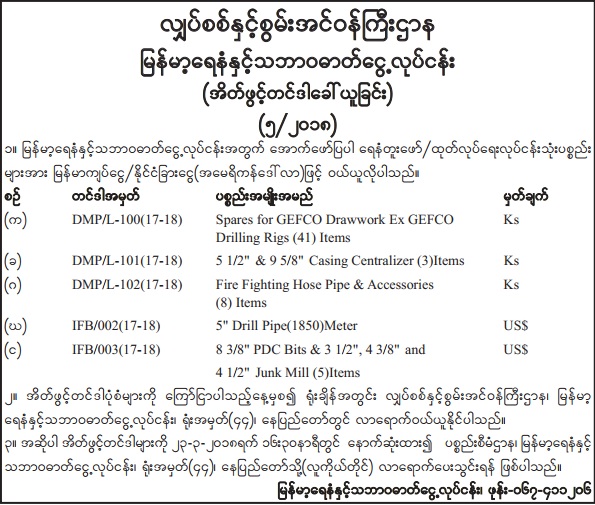 လျှပ်စစ်နှင့်စွမ်းအင်ဝန်ကြီးဌာန
မြန်မာ့ရေနံနှင့်သဘာဝဓာတ်ငွေ့လုပ်ငန်း
(အိတ်ဖွင့်တင်ဒါခေါ်ယူခြင်း)
(၅/၂၀၁၈)
၁။ မြန်မာ့ရေနံနှင့်သဘာဝဓာတ်ငွေ့လုပ်ငန်းအတွက် အောက်ဖော်ပြပါ ရေနံတူးဖော်/ထုတ်လုပ်ရေးလုပ်ငန်းသုံးပစ္စည်း
များအား မြန်မာကျပ်ငွေ/နိုင်ငံခြားငွေ(အမေရိကန်ဒေါ်လာ)ဖြင့် ဝယ်ယူလိုပါသည်။
စဉ် တင်ဒါအမှတ် ပစ္စည်းအမျိုးအမည် မှတ်ချက်
(က) DMP/L-100(17-18) Spares for GEFCO Drawwork Ex GEFCO Ks
Drilling Rigs (41) Items
(ခ) DMP/L-101(17-18) 5 1/2" & 9 5/8" Casing Centralizer (3)Items Ks
(ဂ) DMP/L-102(17-18) Fire Fighting Hose Pipe & Accessories Ks
(8) Items
(ဃ) IFB/002(17-18) 5" Drill Pipe(1850)Meter US$
(င) IFB/003(17-18) 8 3/8" PDC Bits & 3 1/2", 4 3/8" and US$
4 1/2" Junk Mill (5)Items
၂။ အိတ်ဖွင့်တင်ဒါပုံစံများကို ကြော်ငြာပါသည့်နေ့မှစ၍ ရုံးချိန်အတွင်း လျှပ်စစ်နှင့်စွမ်းအင်ဝန်ကြီးဌာန၊ မြန်မာ့
ရေနံနှင့်သဘာဝဓာတ်ငွေ့လုပ်ငန်း၊ ရုံးအမှတ်(၄၄)၊ နေပြည်တော်တွင် လာရောက်ဝယ်ယူနိုင်ပါသည်။
၃။ အဆိုပါ အိတ်ဖွင့်တင်ဒါများကို ၂၃-၃-၂၀၁၈ရက် ၁၆း၃၀နာရီတွင် နောက်ဆုံးထား၍ ပစ္စည်းစီမံဌာန၊ မြန်မာ့ရေနံနှင့်
သဘာဝဓာတ်ငွေ့လုပ်ငန်း၊ ရုံးအမှတ်(၄၄)၊ နေပြည်တော်သို့(လူကိုယ်တိုင်) လာရောက်ပေးသွင်းရန် ဖြစ်ပါသည်။
မြန်မာ့ရေနံနှင့်သဘာဝဓာတ်ငွေ့လုပ်ငန်း၊ ဖုန်း-၀၆၇-၄၁၁၂၀၆